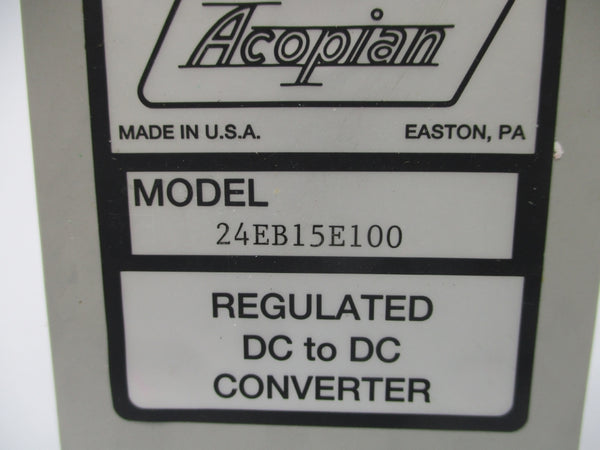 Acopian
MADE IN U.S.A. EASTON, PA
MODEL
24EB15E100
REGULATED
DC to DC
CONVERTER